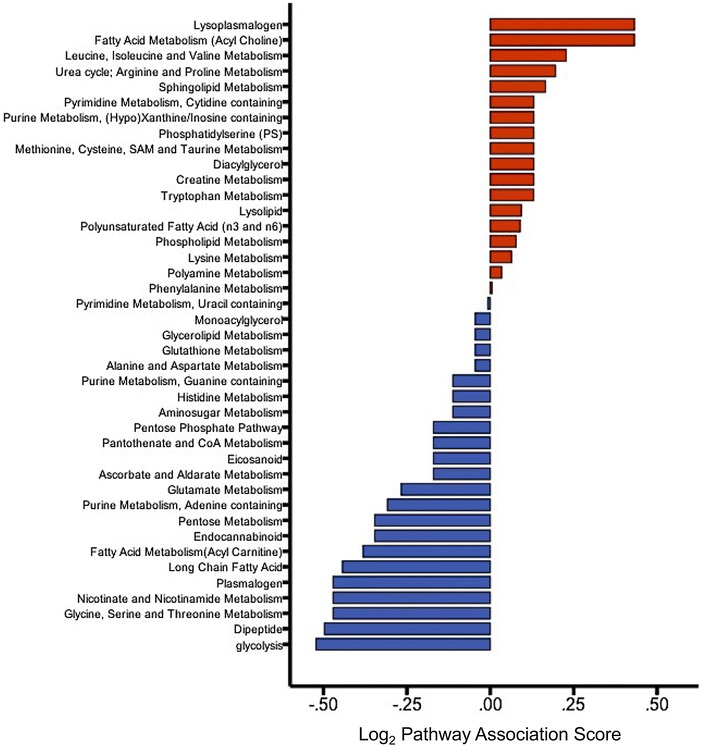 Lysoplasmalogen
Fatty Acid Metabolism (Acyl Choline)
Leucine, Isoleucine and Valine Metabolism
Urea cycle; Arginine and Proline Metabolism
Sphingolipid Metabolism
Pyrimidine Metabolism, Cytidine containing
Purine Metabolism, (Hypo)Xanthine/Inosine containing
Phosphatidylserine (PS)
Methionine, Cysteine, SAM and Taurine Metabolism
Diacylglycerol
Creatine Metabolism
Tryptophan Metabolism
Lysolipid
Polyunsaturated Fatty Acid (n3 and n6)
Phospholipid Metabolism
Lysine Metabolism
Polyamine Metabolism
Phenylalanine Metabolism
Pyrimidine Metabolism, Uracil containing
Monoacylglycerol
Glycerolipid Metabolism
Glutathione Metabolism
Alanine and Aspartate Metabolism
Purine Metabolism, Guanine containing
Histidine Metabolism
Aminosugar Metabolism
Pentose Phosphate Pathway
Pantothenate and CoA Metabolism
Eicosanoid
Ascorbate and Aldarate Metabolism
Glutamate Metabolism
Purine Metabolism, Adenine containing
Pentose Metabolism
Endocannabinoid
Fatty Acid Metabolism(Acyl Carnitine)
Long Chain Fatty Acid
Plasmalogen
Nicotinate and Nicotinamide Metabolism
Glycine, Serine and Threonine Metabolism
Dipeptide
glycolysis
-.50 -.25 .00 .25 .50
Log₂ Pathway Association Score